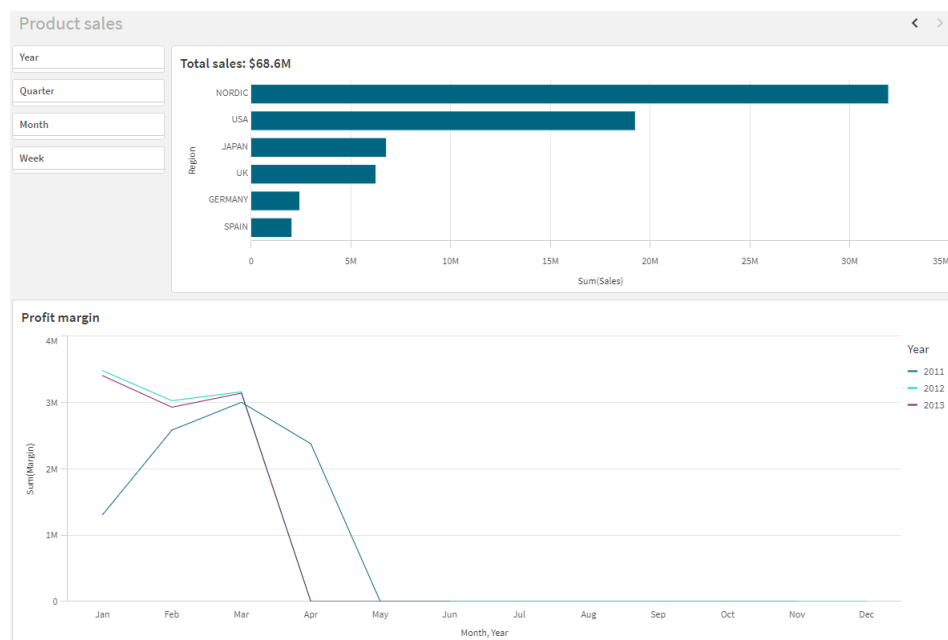 Product sales
Year
Quarter
Month
Week
Total sales: $68.6M
Region
NORDIC
USA
JAPAN
UK
GERMANY
SPAIN
0 5M 10M 15M 20M 25M 30M 35M
Sum(Sales)
Profit margin
Sum(Margin)
4M
3M
2M
1M
0
Jan Feb Mar Apr May Jun Jul Aug Sep Oct Nov Dec
Month, Year
Year
2011
2012
2013